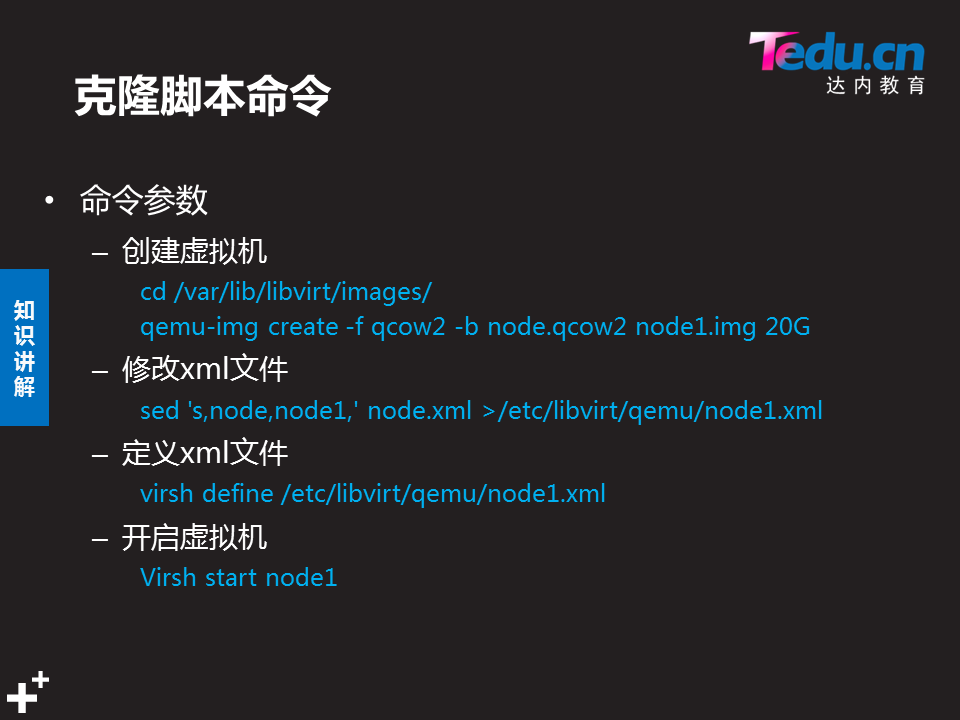 Tedu.cn
达内教育
克隆脚本命令
• 命令参数
– 创建虚拟机
cd /var/lib/libvirt/images/
qemu-img create -f qcow2 -b node.qcow2 node1.img 20G
– 修改xml文件
sed 's,node,node1,' node.xml >/etc/libvirt/qemu/node1.xml
– 定义xml文件
virsh define /etc/libvirt/qemu/node1.xml
– 开启虚拟机
Virsh start node1
知识讲解